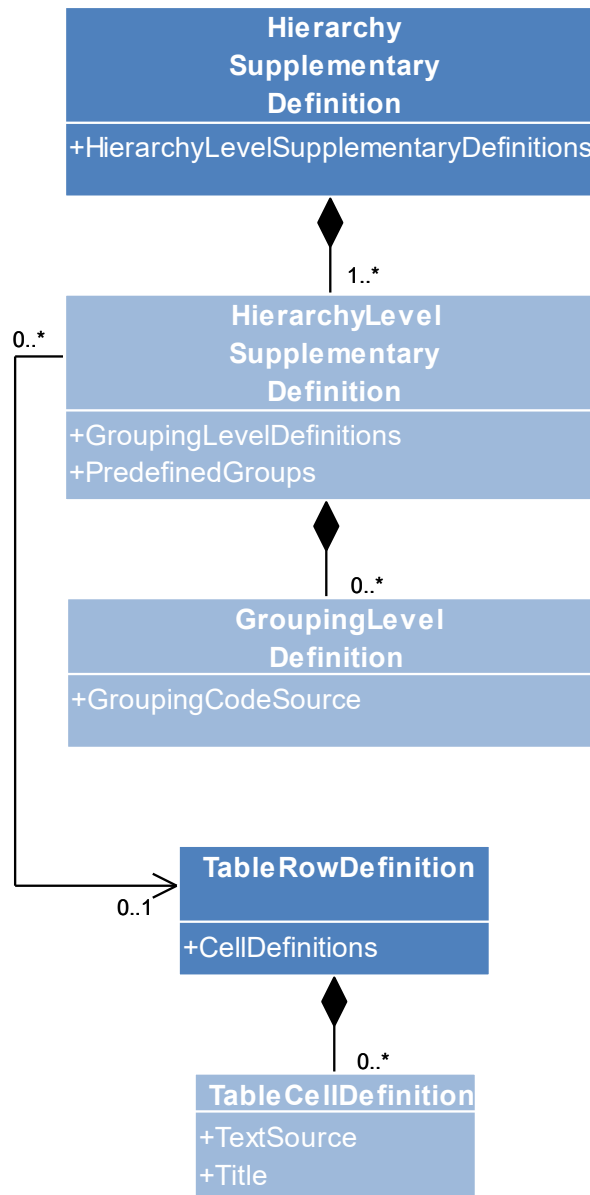 Hierarchy
Supplementary
Definition
+HierarchyLevelSupplementaryDefinitions
1..*
0..*
HierarchyLevel
Supplementary
Definition
+GroupingLevelDefinitions
+PredefinedGroups
0..*
GroupingLevel
Definition
+GroupingCodeSource
TableRowDefinition
0..1
+CellDefinitions
0..*
TableCellDefinition
+TextSource
+Title